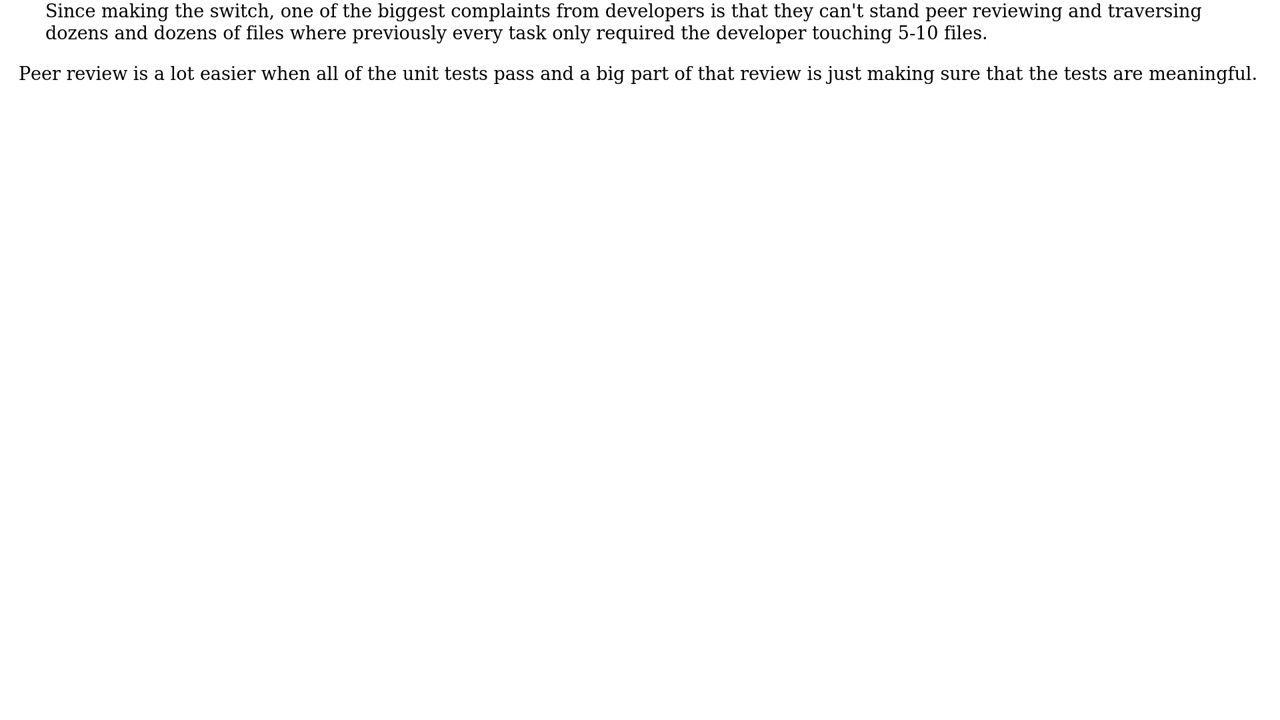 Since making the switch, one of the biggest complaints from developers is that they can't stand peer reviewing and traversing
dozens and dozens of files where previously every task only required the developer touching 5-10 files.
Peer review is a lot easier when all of the unit tests pass and a big part of that review is just making sure that the tests are meaningful.